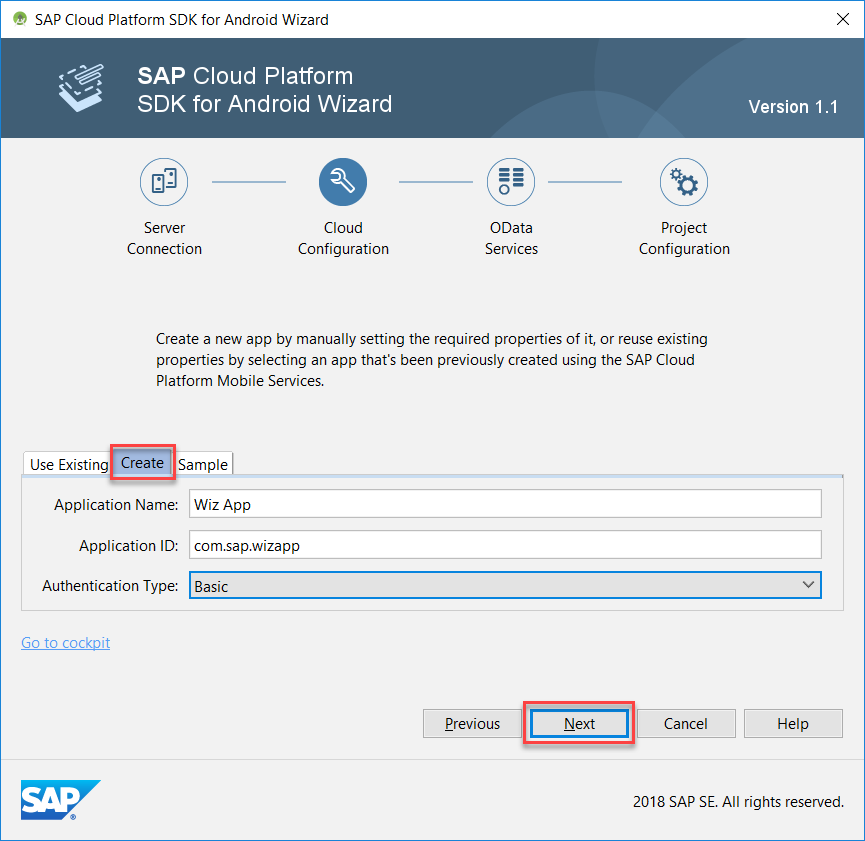 SAP Cloud Platform SDK for Android Wizard
SAP Cloud Platform
SDK for Android Wizard
Version 1.1
Server
Connection
Cloud
Configuration
OData
Services
Project
Configuration
Create a new app by manually setting the required properties of it, or reuse existing
properties by selecting an app that's been previously created using the SAP Cloud
Platform Mobile Services.
Use Existing Create Sample
Application Name: Wiz App
Application ID: com.sap.wizapp
Authentication Type: Basic
Go to cockpit
Previous Next Cancel Help
SAP ®
2018 SAP SE. All rights reserved.